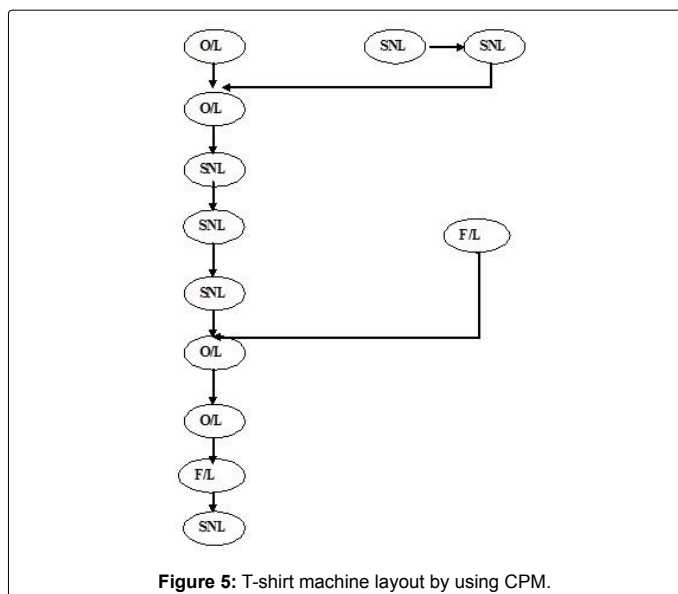 O/L
SNL
SNL
O/L
SNL
SNL
F/L
SNL
O/L
O/L
F/L
SNL
Figure 5: T-shirt machine layout by using CPM.